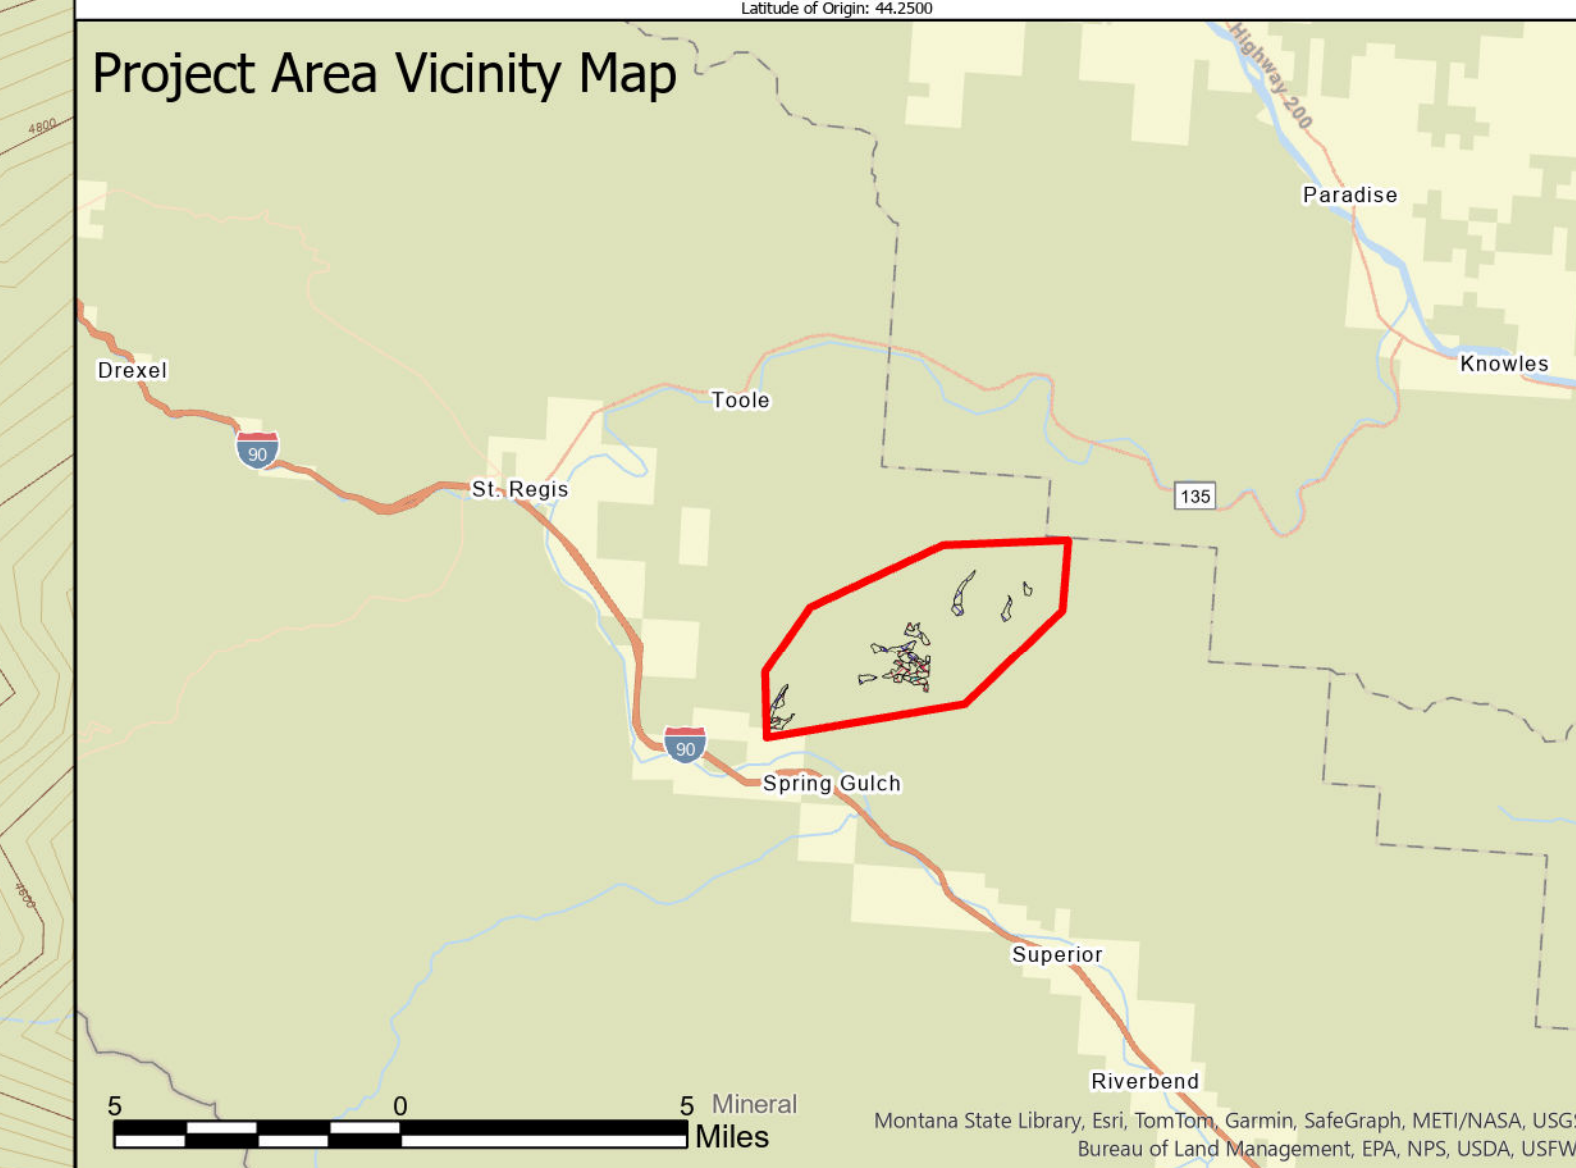 Latitude of Origin: 44.2500
Project Area Vicinity Map
Highway 200
4800
Paradise
Knowles
Drexel
Toole
90
St. Regis
135
90
Spring Gulch
4600
Superior
Riverbend
5 0 5 Mineral
Miles
Montana State Library, Esri, TomTom, Garmin, SafeGraph, METI/NASA, USGS
Bureau of Land Management, EPA, NPS, USDA, USFW